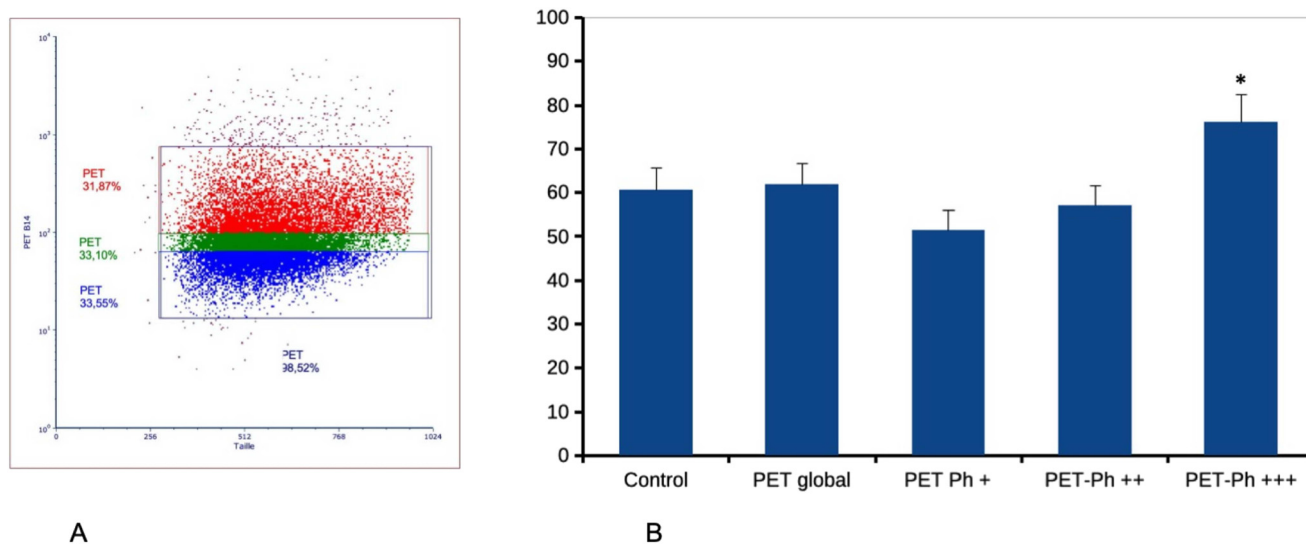 10⁴
10³
PET
31,87%
PET B14
10²
PET
33,10%
PET
33,55%
10¹
PET
98,52%
10⁰
0 256 512 768 1024
Taille
A
100
90
80
70
60
50
40
30
20
10
0
*
Control PET global PET Ph + PET-Ph ++ PET-Ph +++
B